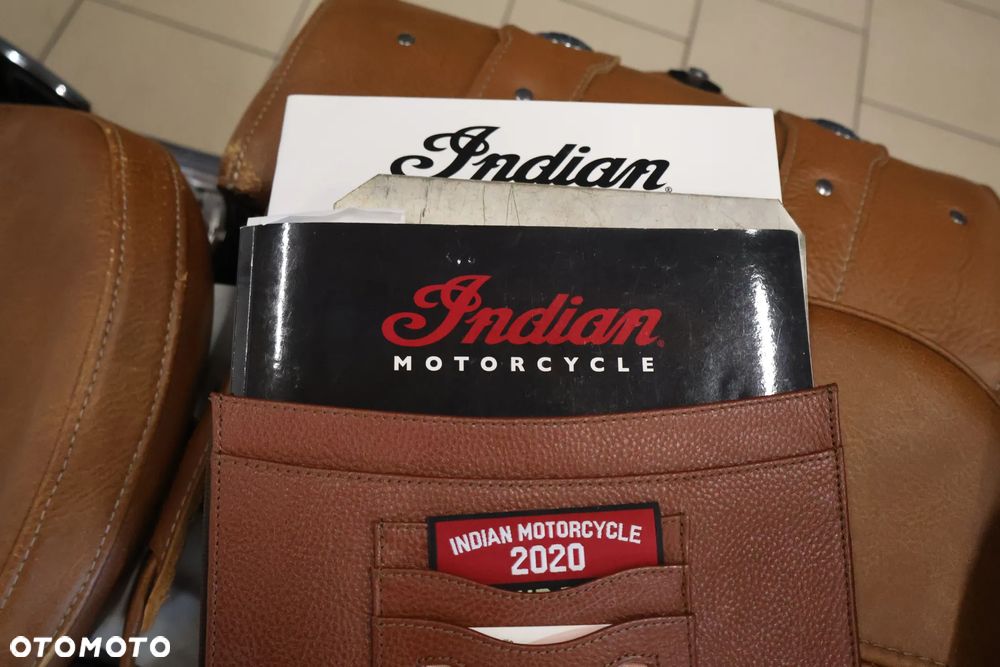 Indian®
Indian®
MOTORCYCLE
INDIAN MOTORCYCLE
2020
OTOMOTO